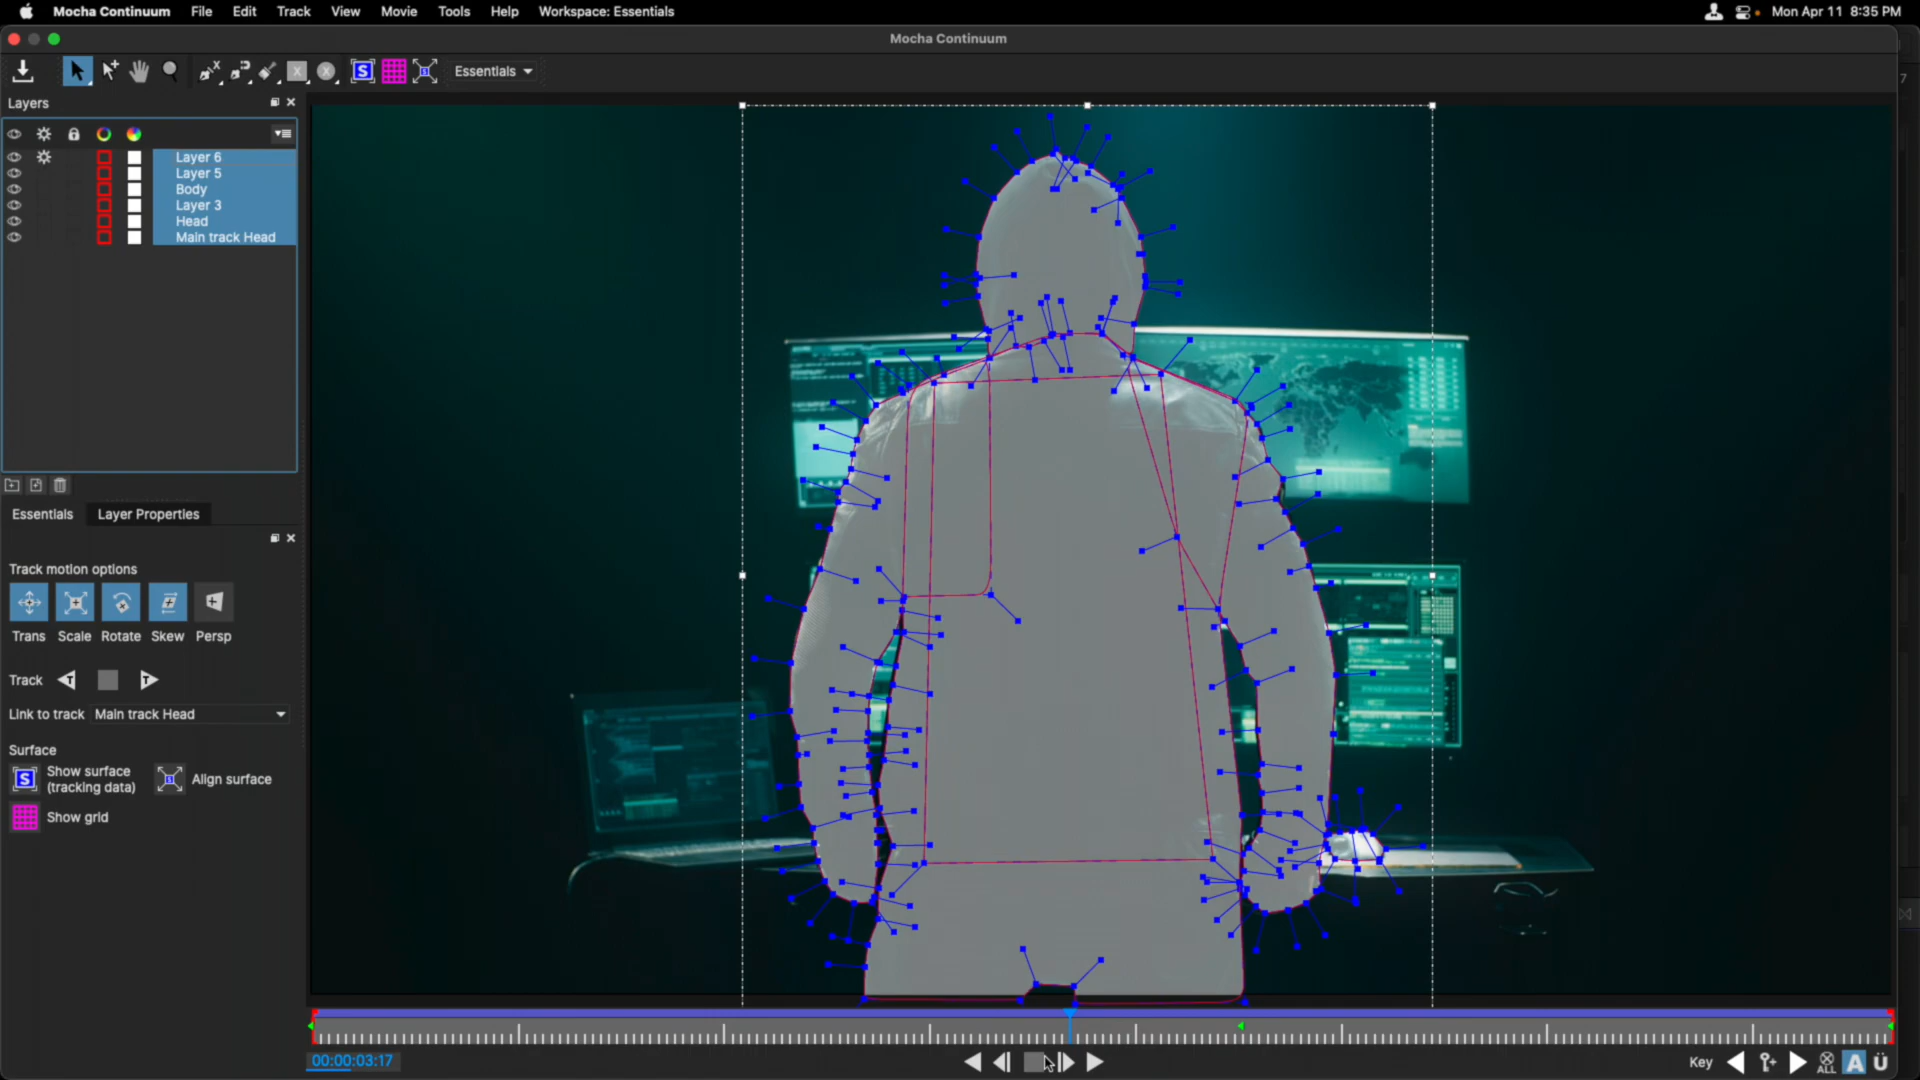 Mocha Continuum File Edit Track View Movie Tools Help Workspace: Essentials Mon Apr 11 8:35 PM
Mocha Continuum
S S Essentials
7
Layers
Layer 6
Layer 5
Body
Layer 3
Head
Main track Head
Essentials Layer Properties
Track motion options
Trans Scale Rotate Skew Persp
Track T T
Link to track Main track Head
Surface
S Show surface
(tracking data)
S Align surface
Show grid
00:00:03:17
Key ALL A Ü